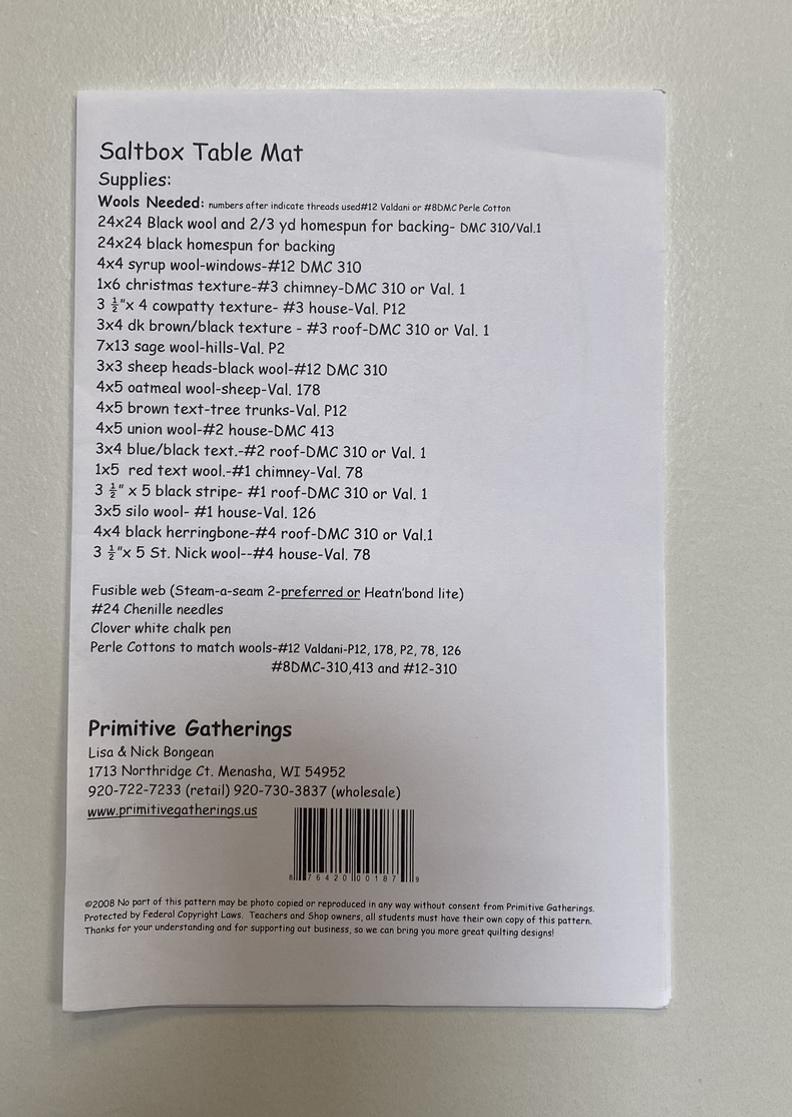 Saltbox Table Mat
Supplies:
Wools Needed: numbers after indicate threads used#12 Valdani or #8DMC Perle Cotton
24x24 Black wool and 2/3 yd homespun for backing- DMC 310/Val.1
24x24 black homespun for backing
4x4 syrup wool-windows-#12 DMC 310
1x6 christmas texture-#3 chimney-DMC 310 or Val. 1
3 ½"x 4 cowpatty texture- #3 house-Val. P12
3x4 dk brown/black texture - #3 roof-DMC 310 or Val. 1
7x13 sage wool-hills-Val. P2
3x3 sheep heads-black wool-#12 DMC 310
4x5 oatmeal wool-sheep-Val. 178
4x5 brown text-tree trunks-Val. P12
4x5 union wool-#2 house-DMC 413
3x4 blue/black text.-#2 roof-DMC 310 or Val. 1
1x5  red text wool.-#1 chimney-Val. 78
3 ½" x 5 black stripe- #1 roof-DMC 310 or Val. 1
3x5 silo wool- #1 house-Val. 126
4x4 black herringbone-#4 roof-DMC 310 or Val.1
3 ½"x 5 St. Nick wool--#4 house-Val. 78
Fusible web (Steam-a-seam 2-preferred or Heatn'bond lite)
#24 Chenille needles
Clover white chalk pen
Perle Cottons to match wools-#12 Valdani-P12, 178, P2, 78, 126
#8DMC-310,413 and #12-310
Primitive Gatherings
Lisa & Nick Bongean
1713 Northridge Ct. Menasha, WI 54952
920-722-7233 (retail) 920-730-3837 (wholesale)
www.primitivegatherings.us
8 76420 00187 9
©2008 No part of this pattern may be photo copied or reproduced in any way without consent from Primitive Gatherings.
Protected by Federal Copyright Laws.  Teachers and Shop owners, all students must have their own copy of this pattern.
Thanks for your understanding and for supporting out business, so we can bring you more great quilting designs!